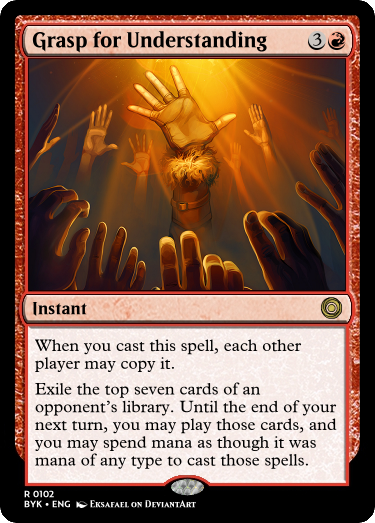 Grasp for Understanding 3
Instant
When you cast this spell, each other
player may copy it.
Exile the top seven cards of an
opponent's library. Until the end of your
next turn, you may play those cards, and
you may spend mana as though it was
mana of any type to cast those spells.
R 0102
BYK • ENG Eksafael on DeviantArt